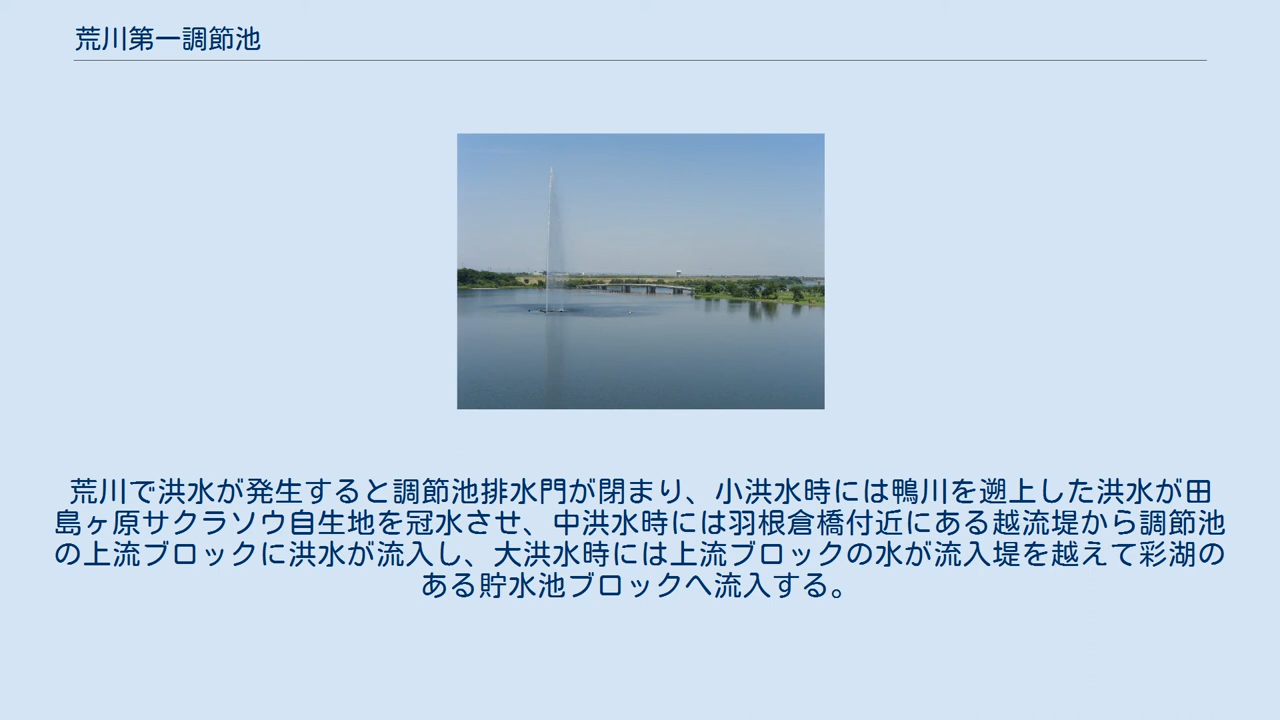 荒川第一調節池
荒川で洪水が発生すると調節池排水門が閉まり、小洪水時には鴨川を遡上した洪水が田
島ヶ原サクラソウ自生地を冠水させ、中洪水時には羽根倉橋付近にある越流堤から調節池
の上流ブロックに洪水が流入し、大洪水時には上流ブロックの水が流入堤を越えて彩湖の
ある貯水池ブロックへ流入する。